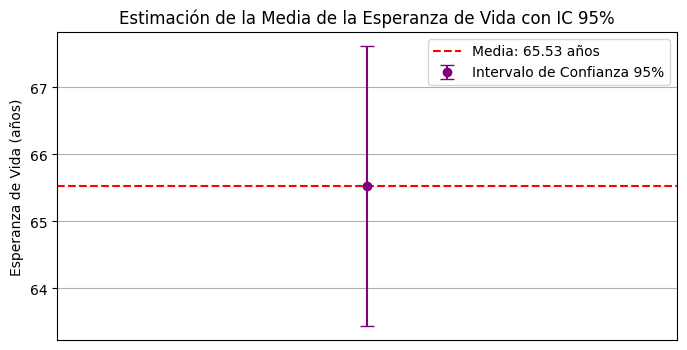 Estimación de la Media de la Esperanza de Vida con IC 95%
Media: 65.53 años
Intervalo de Confianza 95%
67
66
65
64
Esperanza de Vida (años)